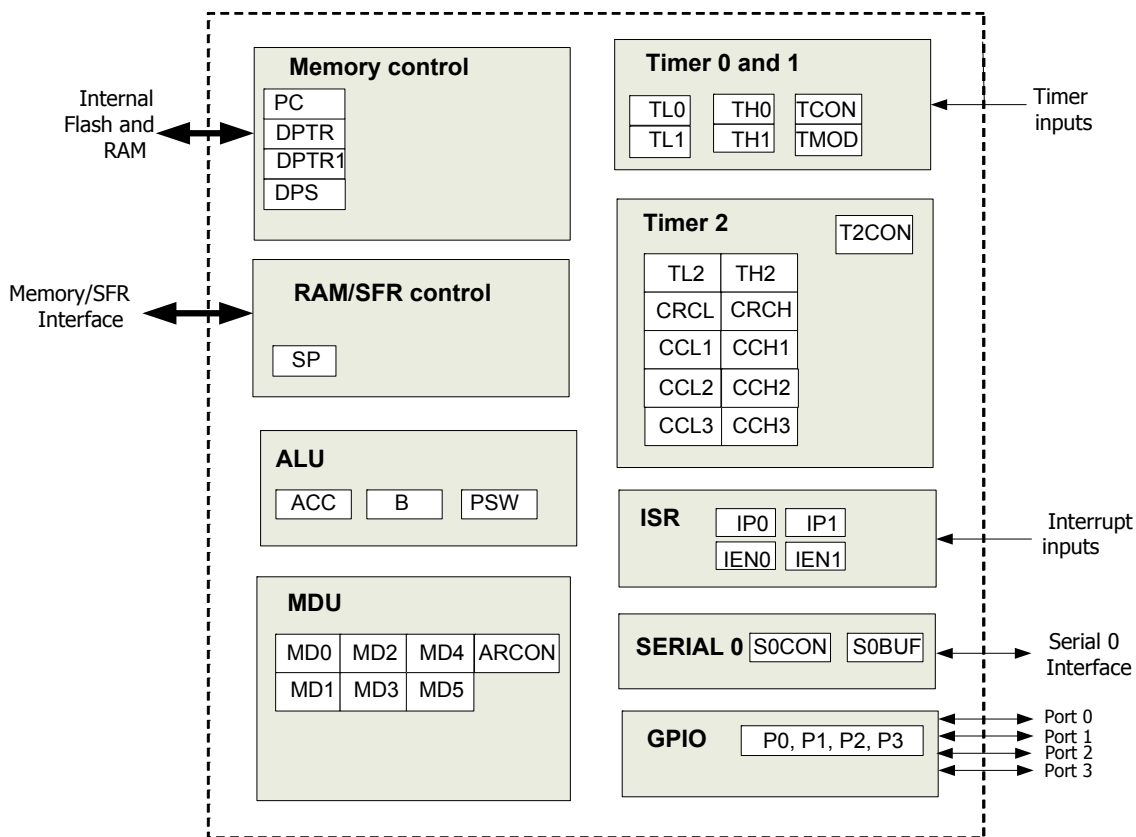 Memory control
PC
DPTR
DPTR1
DPS
Internal
Flash and
RAM
RAM/SFR control
SP
Memory/SFR
Interface
ALU
ACC B PSW
MDU
MD0 MD2 MD4 ARCON
MD1 MD3 MD5
Timer 0 and 1
TL0 TH0 TCON
TL1 TH1 TMOD
Timer
inputs
Timer 2
T2CON
TL2 TH2
CRCL CRCH
CCL1 CCH1
CCL2 CCH2
CCL3 CCH3
ISR
IP0 IP1
IEN0 IEN1
Interrupt
inputs
SERIAL 0 S0CON S0BUF
Serial 0
Interface
GPIO P0, P1, P2, P3
Port 0
Port 1
Port 2
Port 3